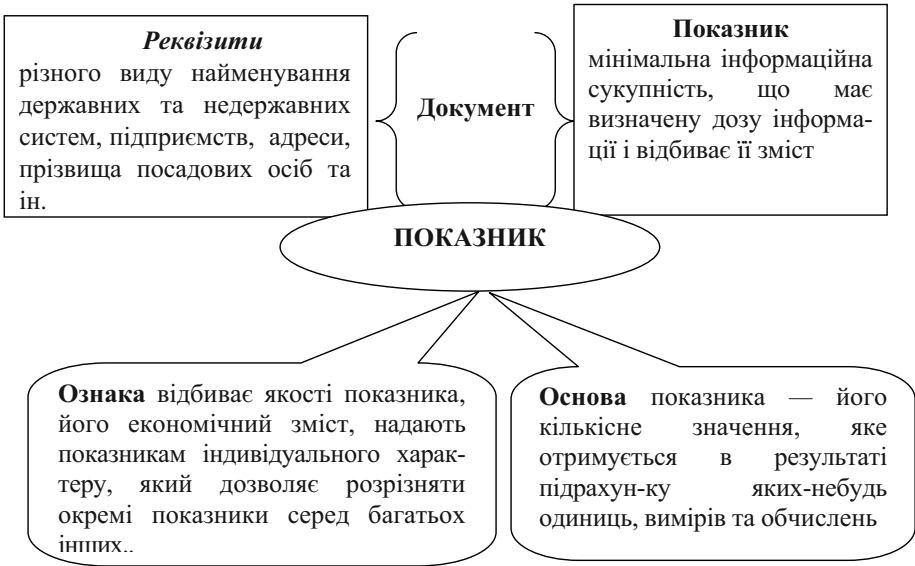 Реквізити
різного виду найменування
державних та недержавних
систем, підприємств, адреси,
прізвища посадових осіб та
ін.
Документ
Показник
мінімальна інформаційна
сукупність, що має
визначену дозу інформа-
ції і відбиває її зміст
ПОКАЗНИК
Ознака відбиває якості показника,
його економічний зміст, надають
показникам індивідуального харак-
теру, який дозволяє розрізняти
окремі показники серед багатьох
інших..
Основа показника — його
кількісне значення, яке
отримується в результаті
підрахун-ку яких-небудь
одиниць, вимірів та обчислень